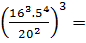 (16³.5⁴/20²)³ =